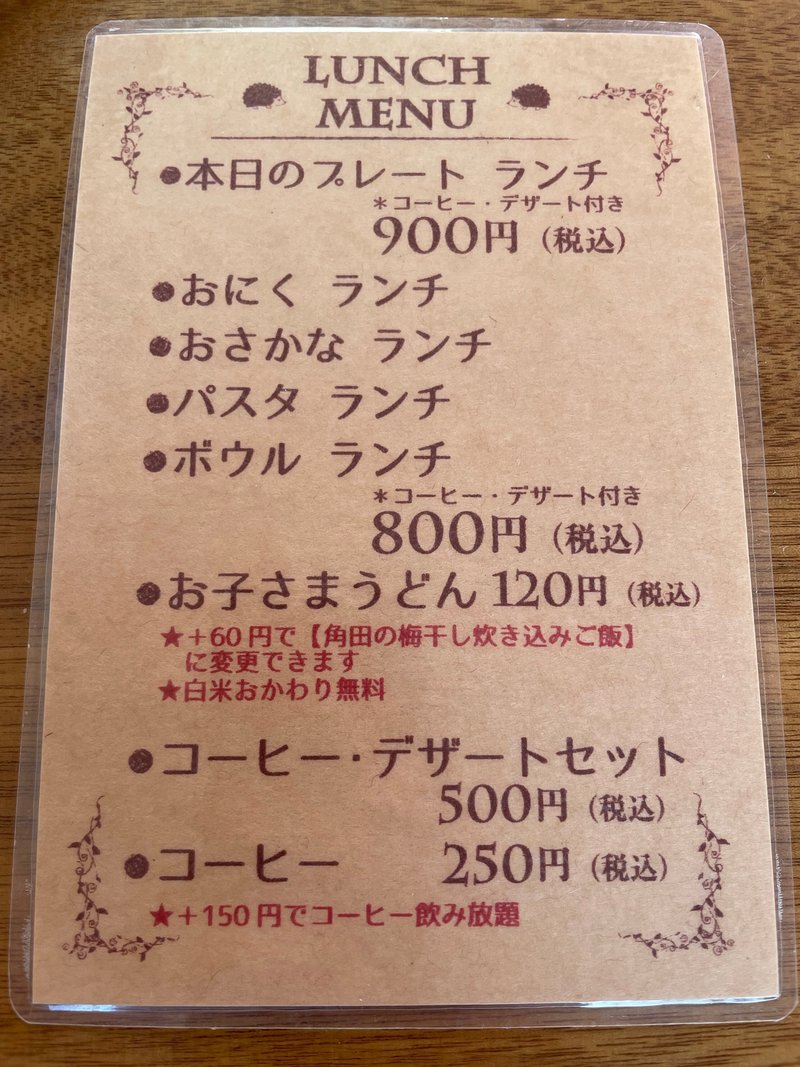 LUNCH
MENU
●本日のプレート ランチ
＊コーヒー・デザート付き
900円（税込）
●おにく ランチ
●おさかな ランチ
●パスタ ランチ
●ボウル ランチ
＊コーヒー・デザート付き
800円（税込）
●お子さまうどん 120円（税込）
★＋60円で【角田の梅干し炊き込みご飯】
に変更できます
★白米おかわり無料
●コーヒー・デザートセット
500円（税込）
●コーヒー 250円（税込）
★＋150円でコーヒー飲み放題